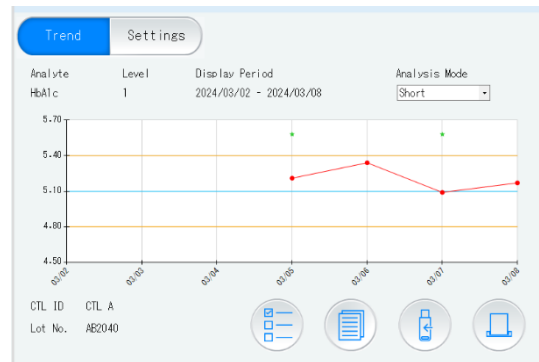 Trend Settings
Analyte Level Display Period Analysis Mode
HbA1c 1 2024/03/02 - 2024/03/08 Short
5.70
5.40
5.10
4.80
4.50
03/02 03/03 03/04 03/05 03/06 03/07 03/08
CTL ID CTL A
Lot No. AB2040